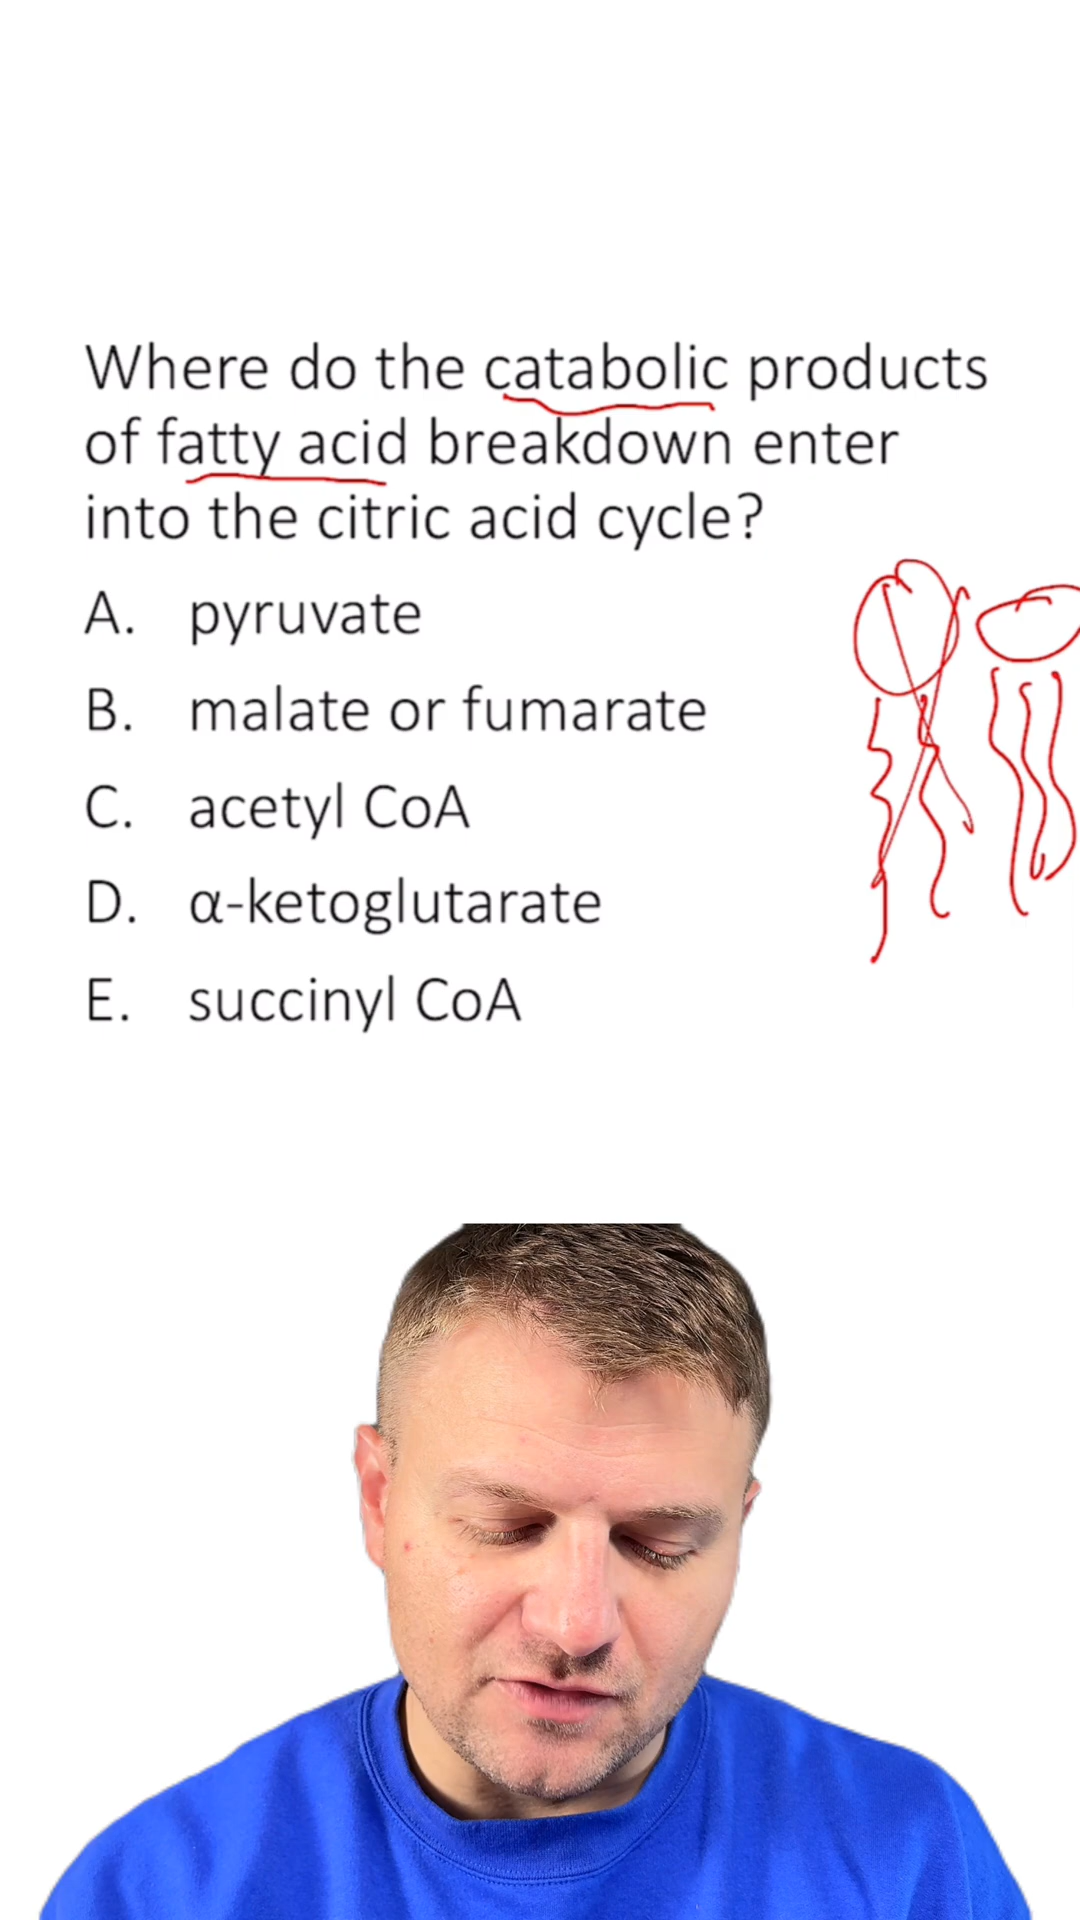 Where do the catabolic products
of fatty acid breakdown enter
into the citric acid cycle?
A. pyruvate
B. malate or fumarate
C. acetyl CoA
D. α-ketoglutarate
E. succinyl CoA